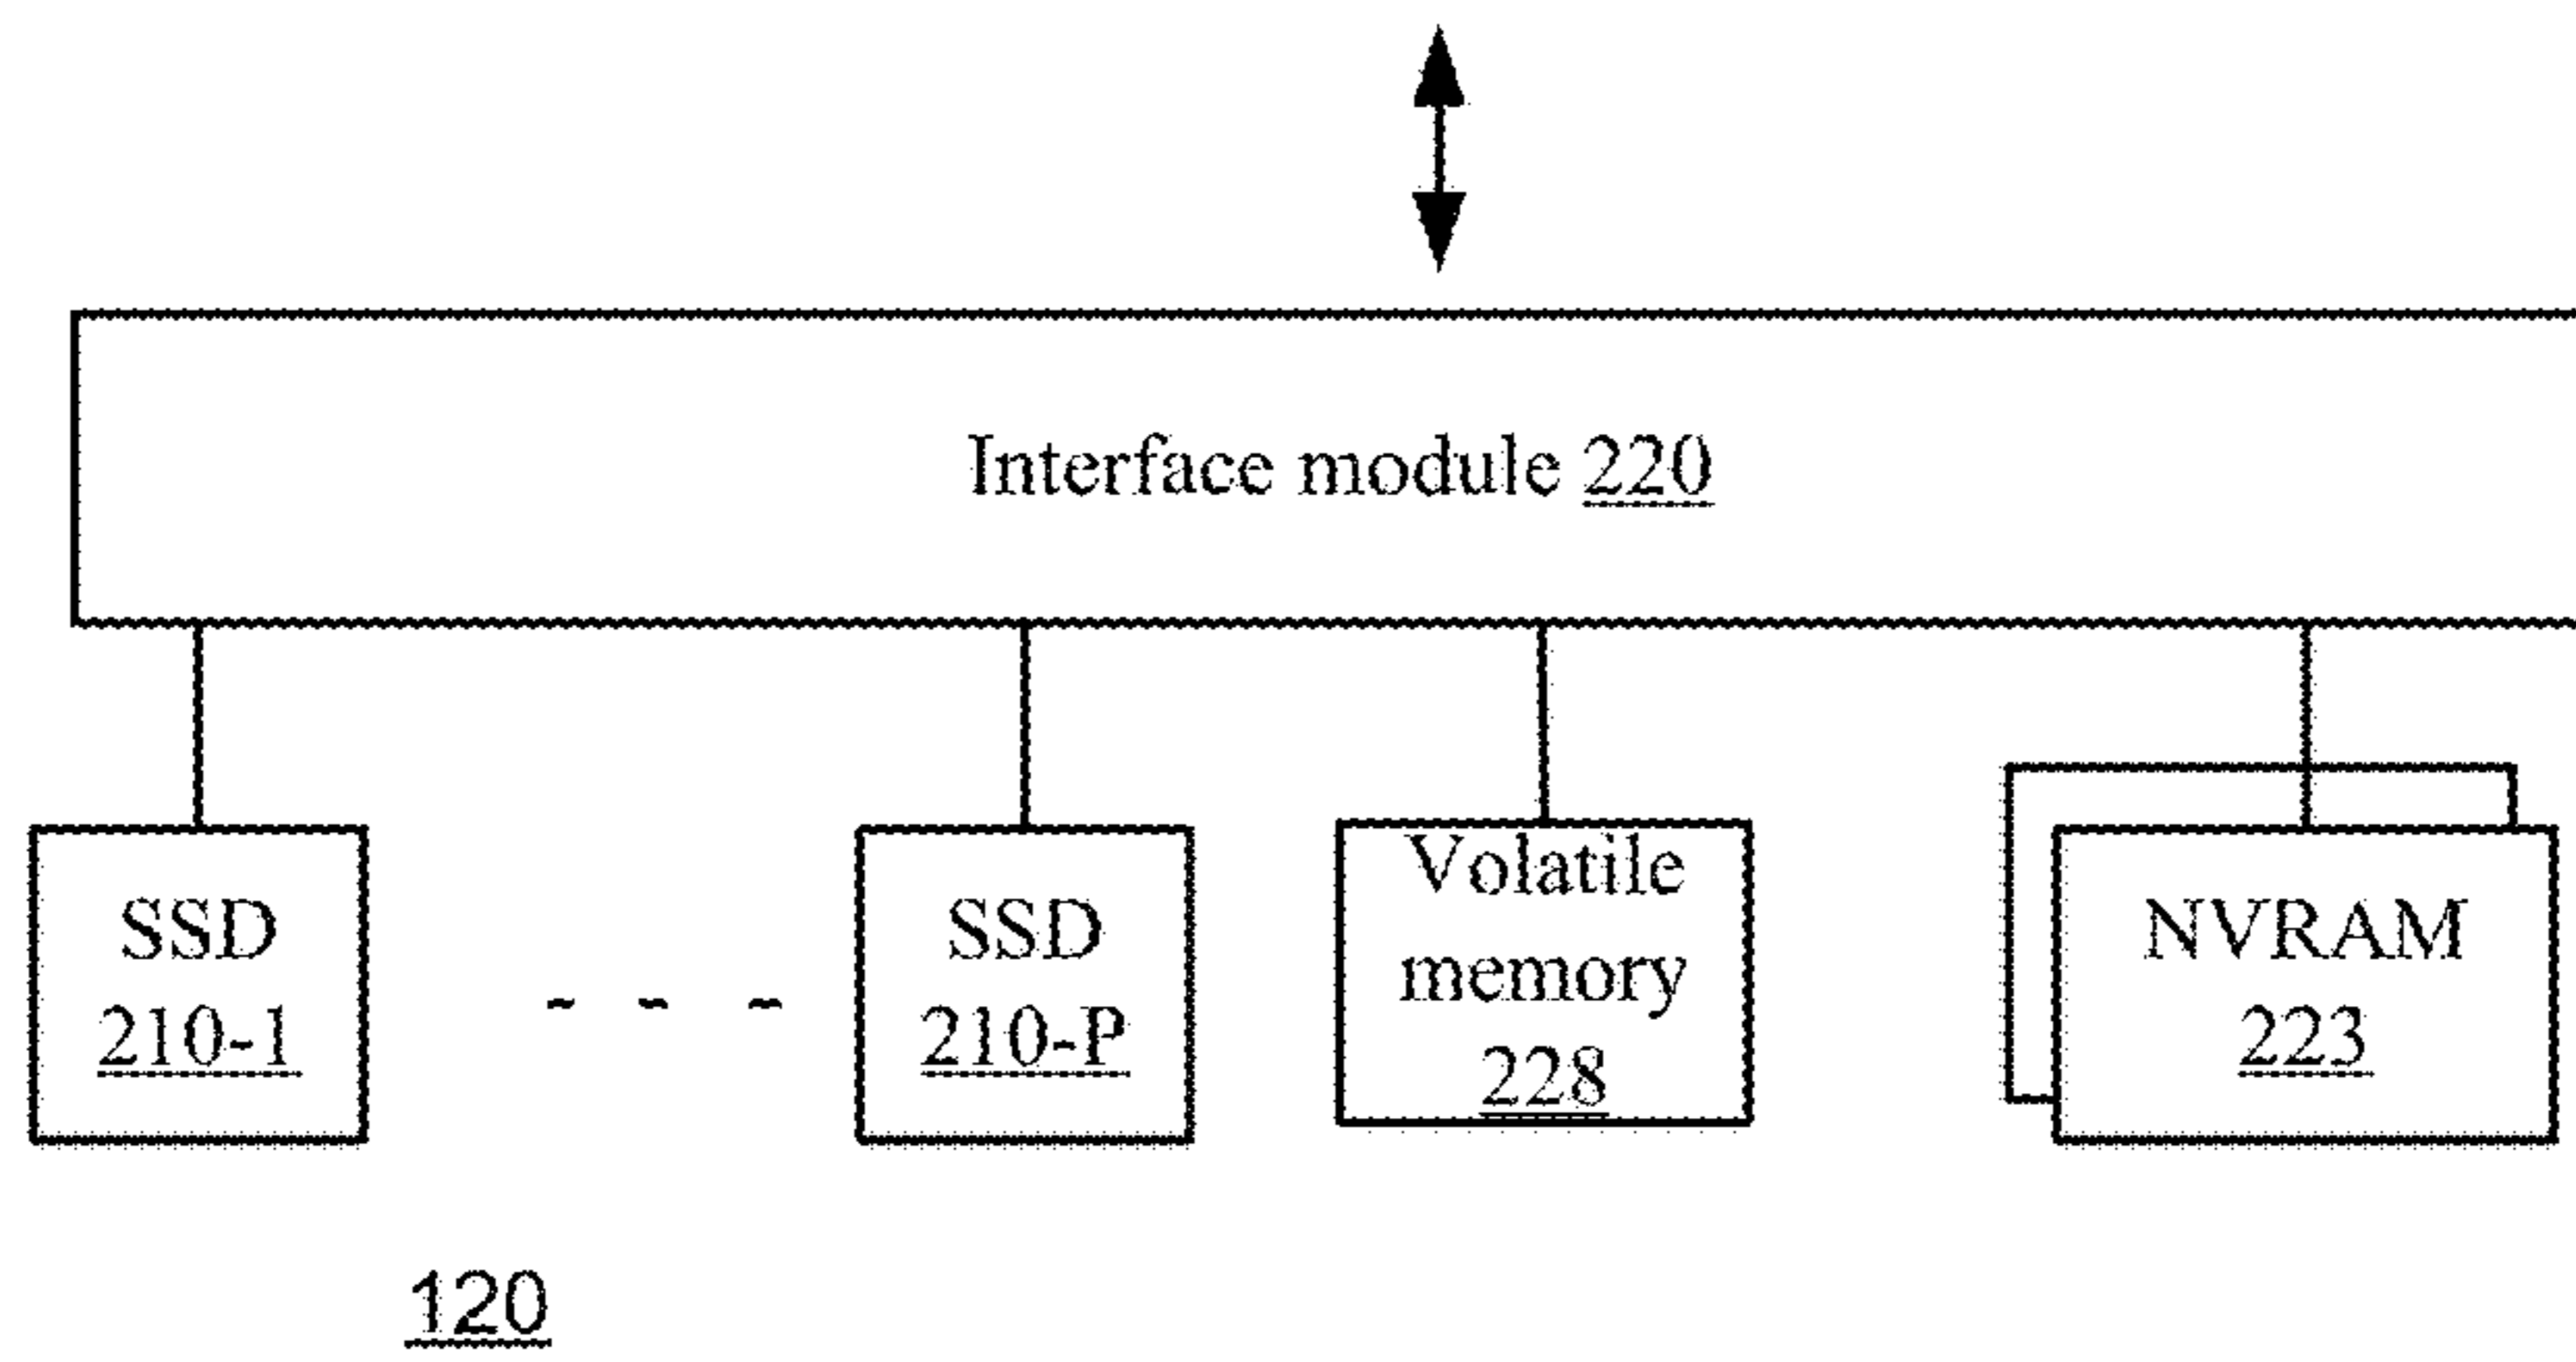 Interface module 220
SSD
210-1
- - -
SSD
210-P
Volatile
memory
228
NVRAM
223
120